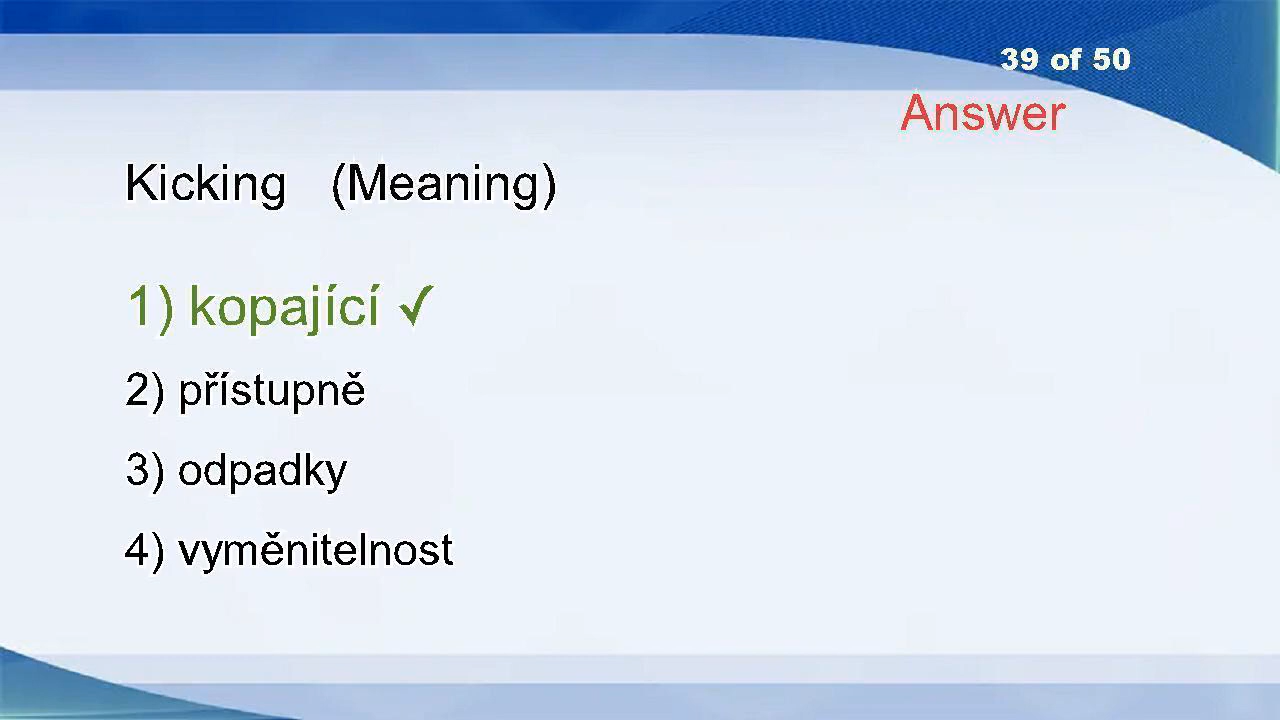 39 of 50
Answer
Kicking (Meaning)
1) kopající ✓
2) přístupně
3) odpadky
4) vyměnitelnost